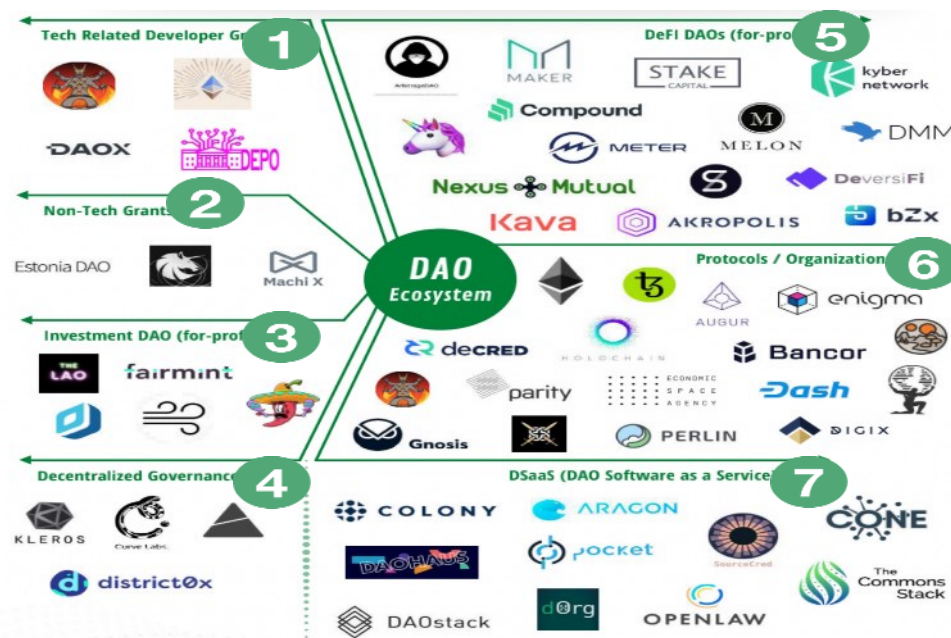 Tech Related Developer Gr
1
DAOX
DEPO
Non-Tech Grants
2
Estonia DAO
Machi X
Investment DAO (for-prof
3
THE
LAO
fairmint
Decentralized Governance
4
KLEROS
Curve Labs.
district0x
DAO
Ecosystem
DeFI DAOs (for-pro
5
MAKER
STAKE
CAPITAL
kyber
network
Compound
METER
M
MELON
DMM
Nexus Mutual
S
DeversiFi
Kava
AKROPOLIS
bZx
Protocols / Organization
6
AUGUR
enigma
decRED
HOLOCHAIN
Bancor
parity
ECONOMIC
SPACE
AGENCY
Dash
Gnosis
PERLIN
DIGIX
DSaaS (DAO Software as a Service
7
COLONY
ARAGON
SourceCred
CONE
DAOHAUS
pocket
The
Commons
Stack
DAOstack
dOrg
OPENLAW